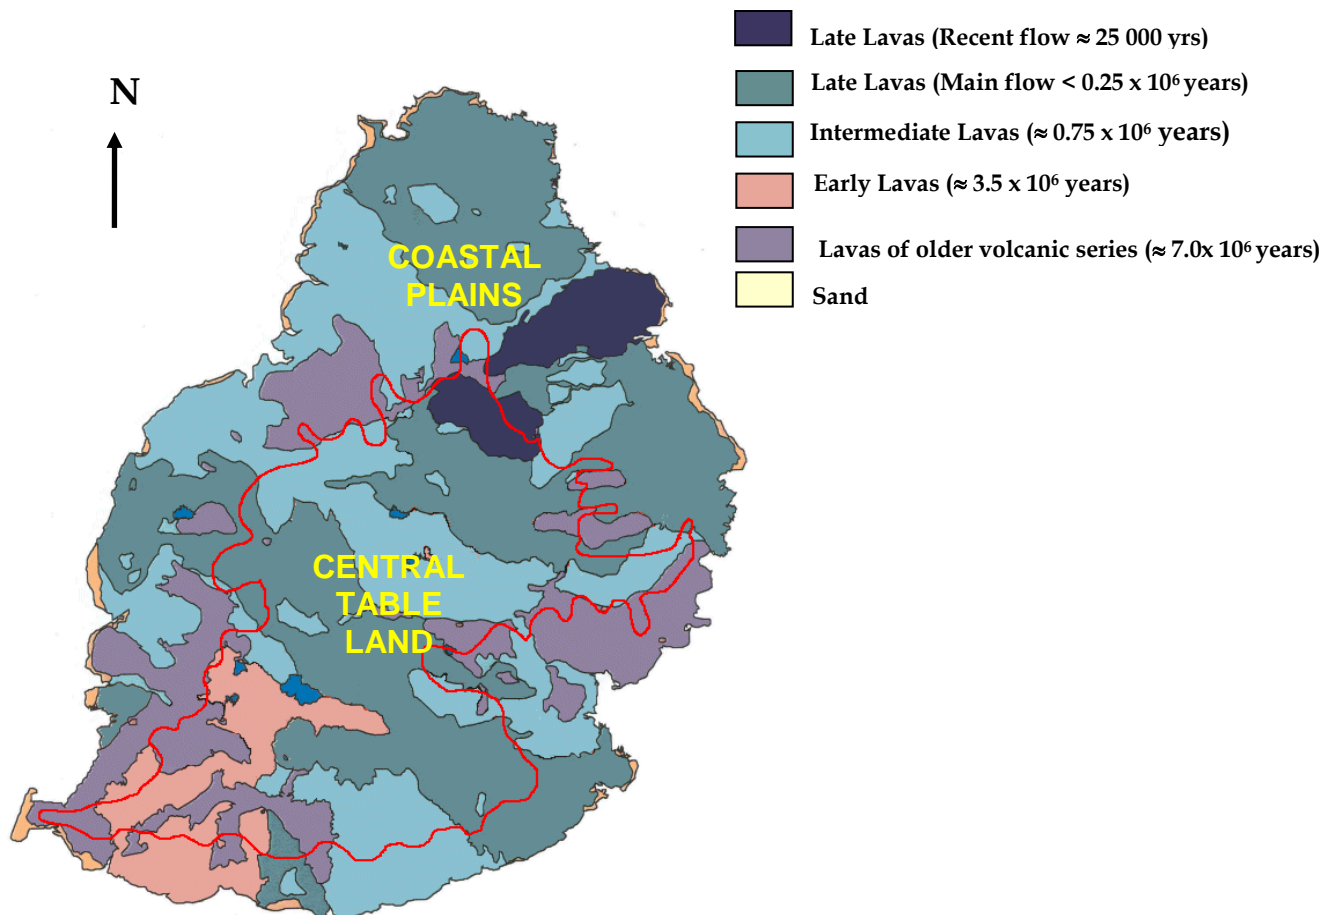 Late Lavas (Recent flow ≈ 25 000 yrs)
N
Late Lavas (Main flow < 0.25 x 10⁶ years)
Intermediate Lavas (≈ 0.75 x 10⁶ years)
Early Lavas (≈ 3.5 x 10⁶ years)
Lavas of older volcanic series (≈ 7.0x 10⁶ years)
Sand
COASTAL
PLAINS
CENTRAL
TABLE
LAND